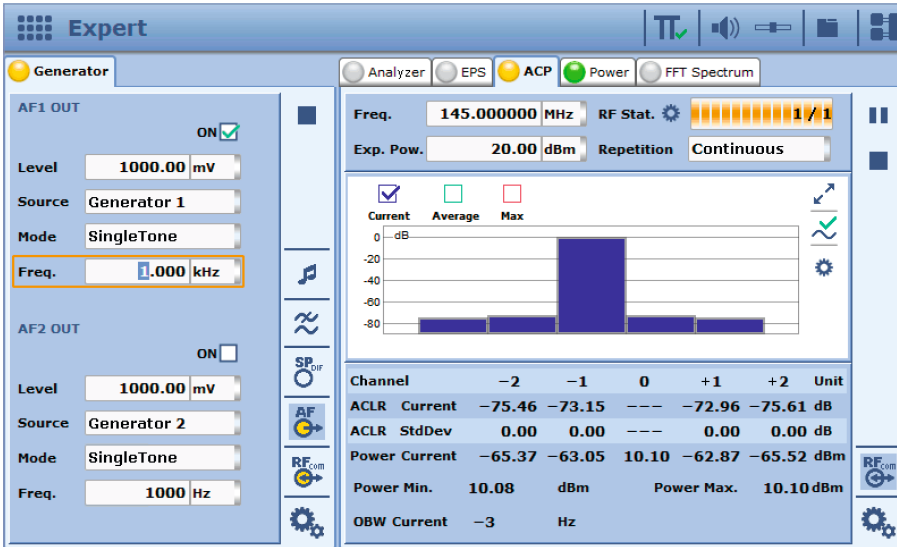 Expert
Generator
Analyzer EPS ACP Power FFT Spectrum
AF1 OUT
ON
Level 1000.00 mV
Source Generator 1
Mode SingleTone
Freq. 1.000 kHz
AF2 OUT
ON
Level 1000.00 mV
Source Generator 2
Mode SingleTone
Freq. 1000 Hz
SPDIF
AF
RFcom
Freq. 145.000000 MHz RF Stat. 1 / 1
Exp. Pow. 20.00 dBm Repetition Continuous
Current Average Max
0 dB
-20
-40
-60
-80
Channel −2 −1 0 +1 +2 Unit
ACLR Current −75.46 −73.15 −−− −72.96 −75.61 dB
ACLR StdDev 0.00 0.00 −−− 0.00 0.00 dB
Power Current −65.37 −63.05 10.10 −62.87 −65.52 dBm
Power Min. 10.08 dBm Power Max. 10.10 dBm
OBW Current −3 Hz
RFcom